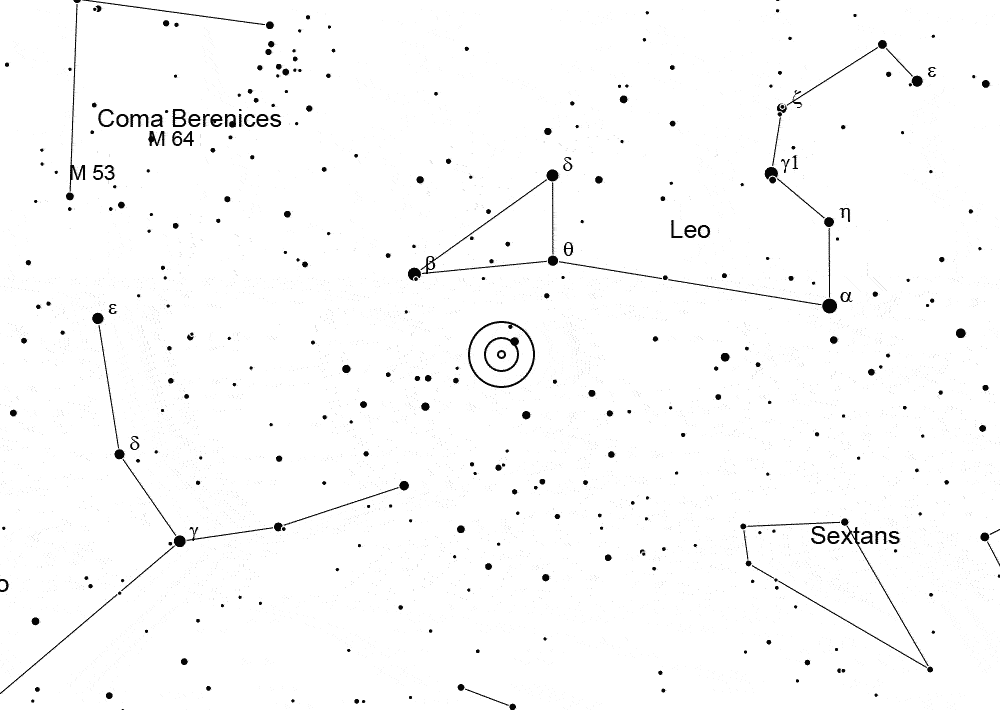 ε
ζ
Coma Berenices
M 64
δ
γ1
M 53
η
Leo
θ
β
α
ε
δ
γ
Sextans
o